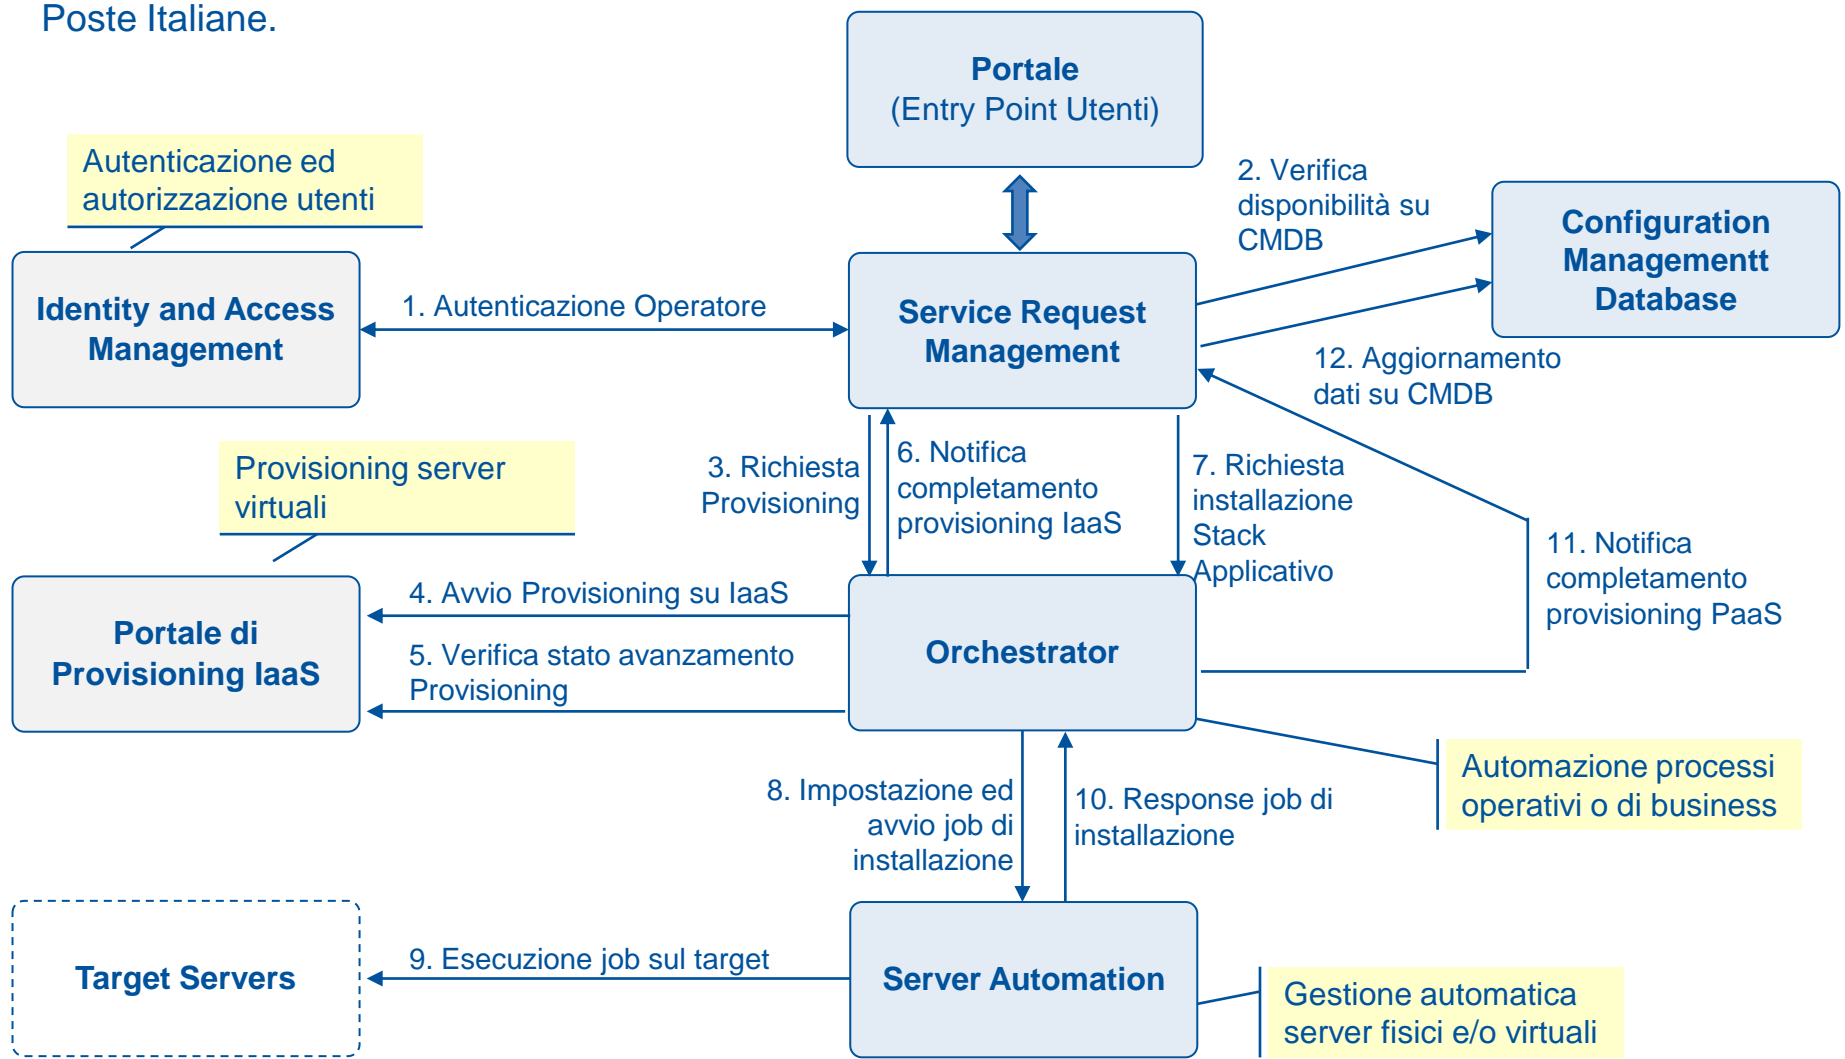 Poste Italiane.
Portale
(Entry Point Utenti)
Autenticazione ed
autorizzazione utenti
2. Verifica
disponibilità su
CMDB
Configuration
Managementt
Database
Identity and Access
Management
1. Autenticazione Operatore
Service Request
Management
12. Aggiornamento
dati su CMDB
Provisioning server
virtuali
3. Richiesta
Provisioning
6. Notifica
completamento
provisioning IaaS
7. Richiesta
installazione
Stack
Applicativo
11. Notifica
completamento
provisioning PaaS
Portale di
Provisioning IaaS
4. Avvio Provisioning su IaaS
5. Verifica stato avanzamento
Provisioning
Orchestrator
Automazione processi
operativi o di business
8. Impostazione ed
avvio job di
installazione
10. Response job di
installazione
Target Servers
9. Esecuzione job sul target
Server Automation
Gestione automatica
server fisici e/o virtuali